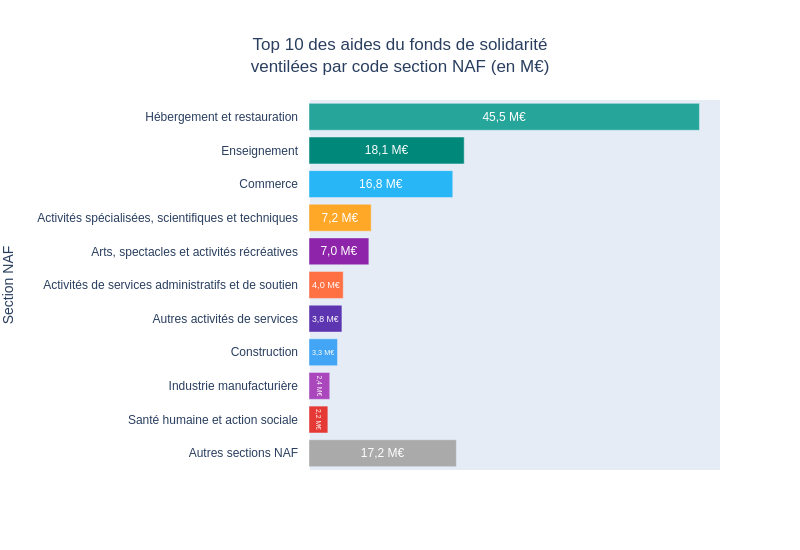 Top 10 des aides du fonds de solidarité
ventilées par code section NAF (en M€)
Section NAF
Hébergement et restauration 45,5 M€
Enseignement 18,1 M€
Commerce 16,8 M€
Activités spécialisées, scientifiques et techniques 7,2 M€
Arts, spectacles et activités récréatives 7,0 M€
Activités de services administratifs et de soutien 4,0 M€
Autres activités de services 3,8 M€
Construction 3,3 M€
Industrie manufacturière 2,4 M€
Santé humaine et action sociale 2,2 M€
Autres sections NAF 17,2 M€